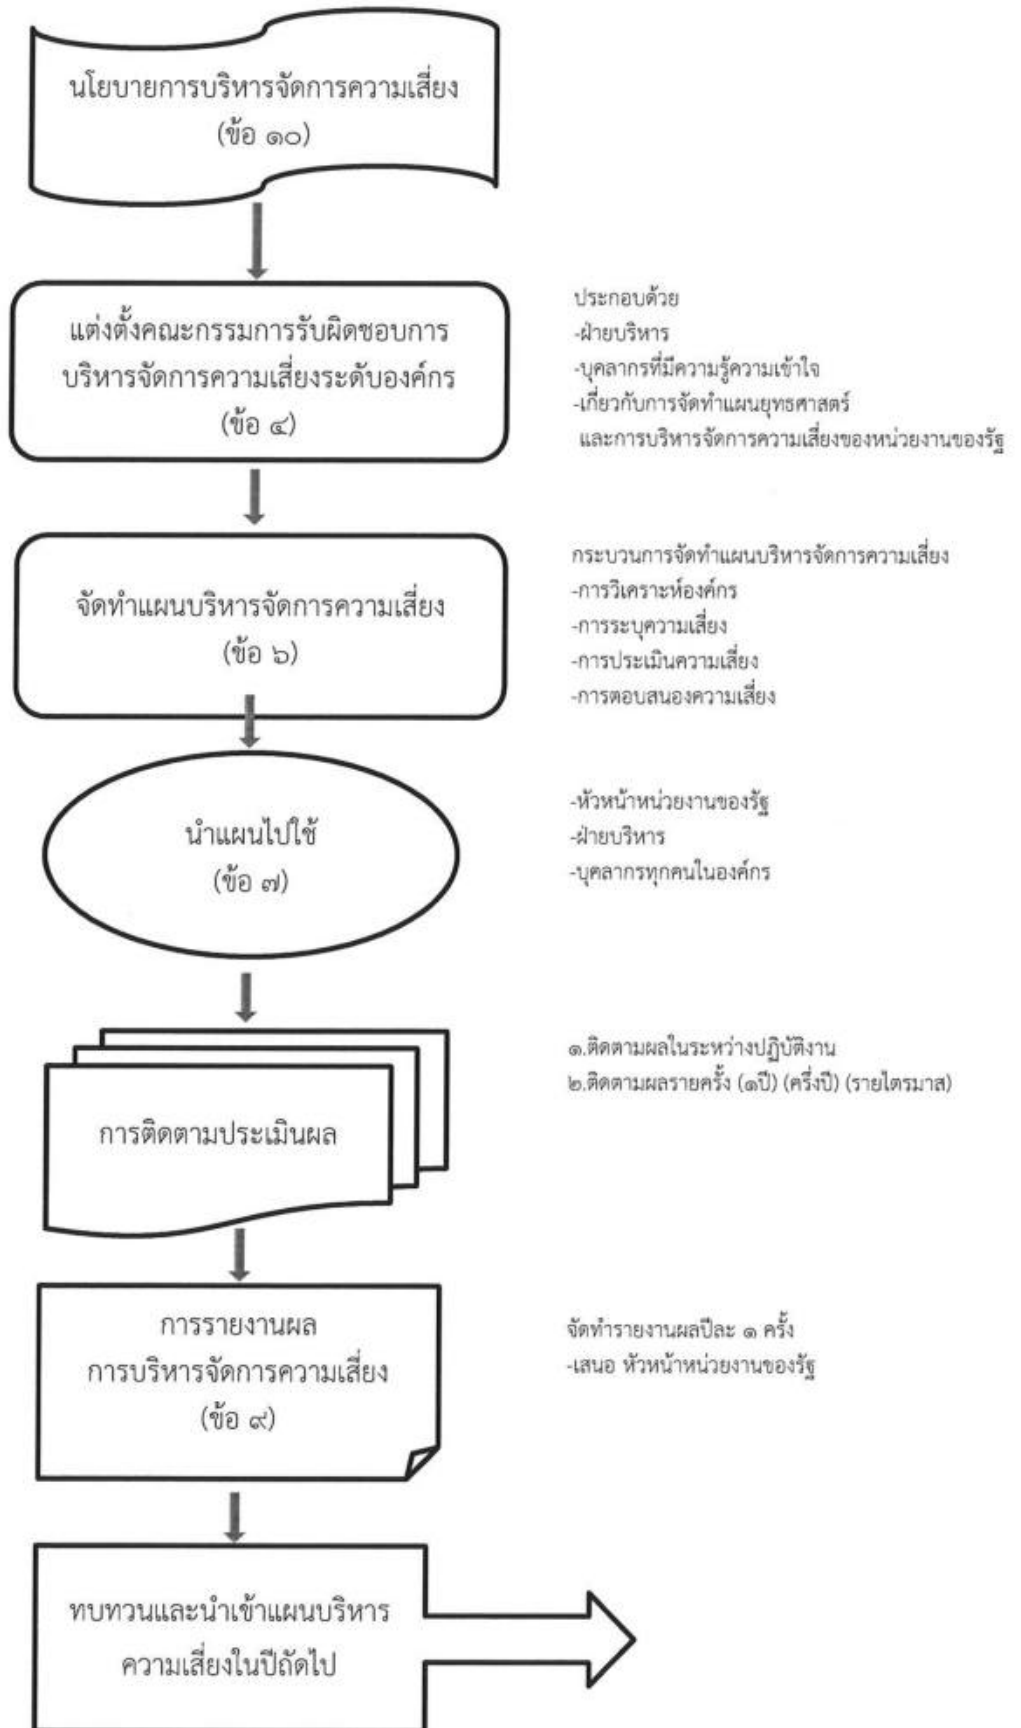 นโยบายการบริหารจัดการความเสี่ยง
(ข้อ ๑๐)
แต่งตั้งคณะกรรมการรับผิดชอบการ
บริหารจัดการความเสี่ยงระดับองค์กร
(ข้อ ๔)
ประกอบด้วย
-ฝ่ายบริหาร
-บุคลากรที่มีความรู้ความเข้าใจ
-เกี่ยวกับการจัดทำแผนยุทธศาสตร์
และการบริหารจัดการความเสี่ยงของหน่วยงานของรัฐ
จัดทำแผนบริหารจัดการความเสี่ยง
(ข้อ ๖)
กระบวนการจัดทำแผนบริหารจัดการความเสี่ยง
-การวิเคราะห์องค์กร
-การระบุความเสี่ยง
-การประเมินความเสี่ยง
-การตอบสนองความเสี่ยง
นำแผนไปใช้
(ข้อ ๗)
-หัวหน้าหน่วยงานของรัฐ
-ฝ่ายบริหาร
-บุคลากรทุกคนในองค์กร
การติดตามประเมินผล
๑.ติดตามผลในระหว่างปฏิบัติงาน
๒.ติดตามผลรายครั้ง (๑ปี) (ครึ่งปี) (รายไตรมาส)
การรายงานผล
การบริหารจัดการความเสี่ยง
(ข้อ ๙)
จัดทำรายงานผลปีละ ๑ ครั้ง
-เสนอ หัวหน้าหน่วยงานของรัฐ
ทบทวนและนำเข้าแผนบริหาร
ความเสี่ยงในปีถัดไป